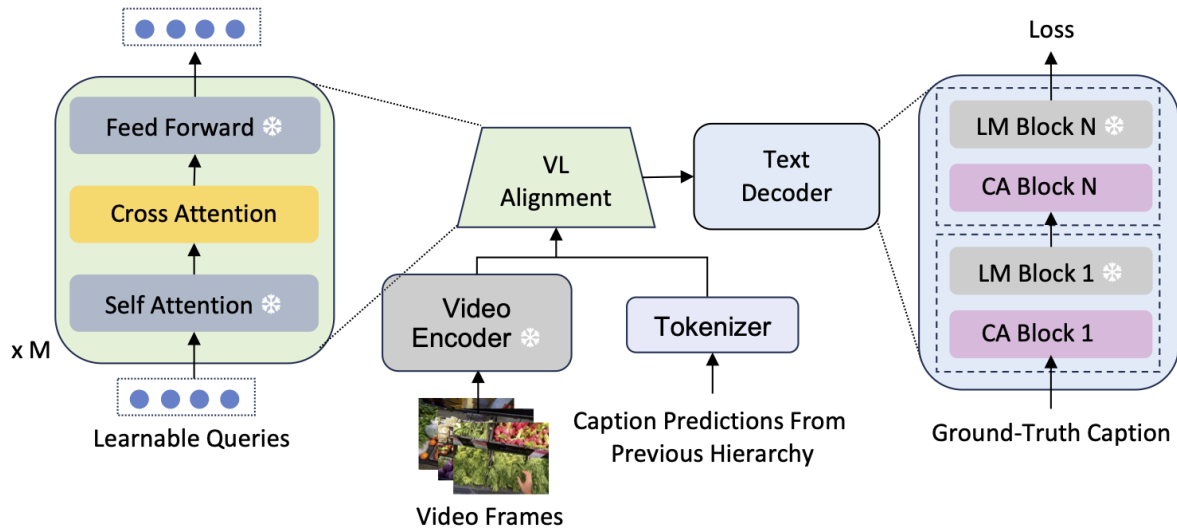 Feed Forward
Cross Attention
Self Attention
x M
Learnable Queries
VL
Alignment
Video
Encoder
Video Frames
Tokenizer
Caption Predictions From
Previous Hierarchy
Text
Decoder
Loss
LM Block N
CA Block N
LM Block 1
CA Block 1
Ground-Truth Caption